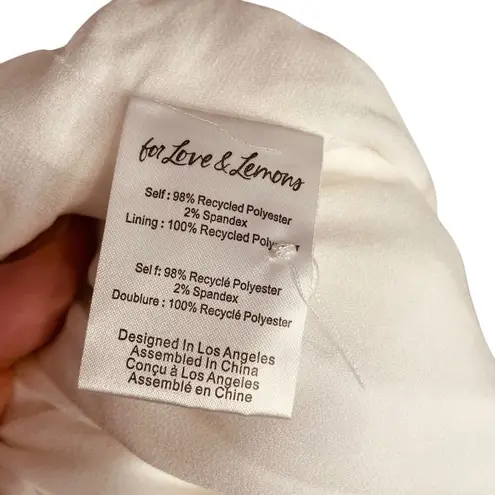 for Love & Lemons
Self : 98% Recycled Polyester
2% Spandex
Lining : 100% Recycled Polyester
Self: 98% Recyclé Polyester
2% Spandex
Doublure : 100% Recyclé Polyester
Designed In Los Angeles
Assembled In China
Conçu à Los Angeles
Assemblé en Chine